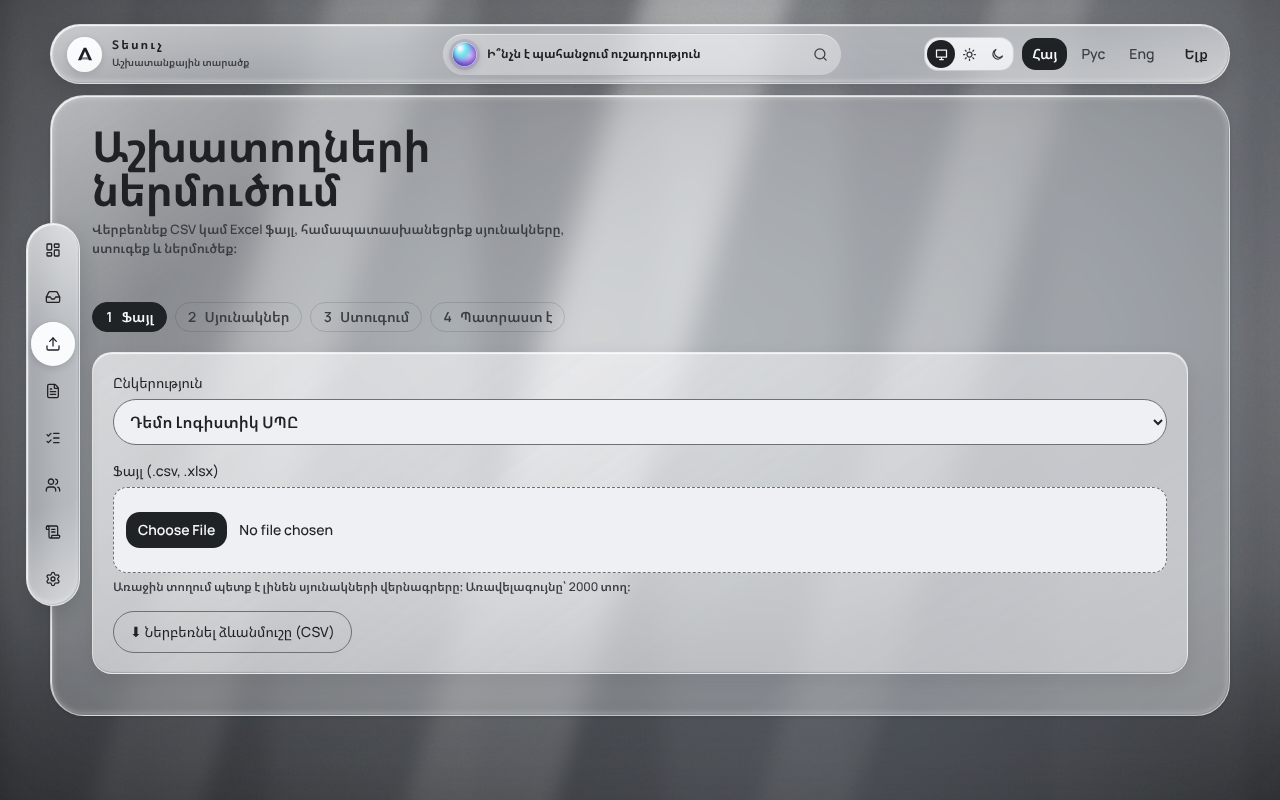 Տեսուչ
Աշխատանքային տարածք
Ի՞նչն է պահանջում ուշադրություն
Հայ
Рус
Eng
Ելք
Աշխատողների
ներմուծում
Վերբեռնեք CSV կամ Excel ֆայլ, համապատասխանեցրեք սյունակները,
ստուգեք և ներմուծեք:
1 Ֆայլ
2 Սյունակներ
3 Ստուգում
4 Պատրաստ է
Ընկերություն
Դեմո Լոգիստիկ ՍՊԸ
Ֆայլ (.csv, .xlsx)
Choose File No file chosen
Առաջին տողում պետք է լինեն սյունակների վերնագրերը: Առավելագույնը՝ 2000 տող:
⬇ Ներբեռնել ձևանմուշը (CSV)